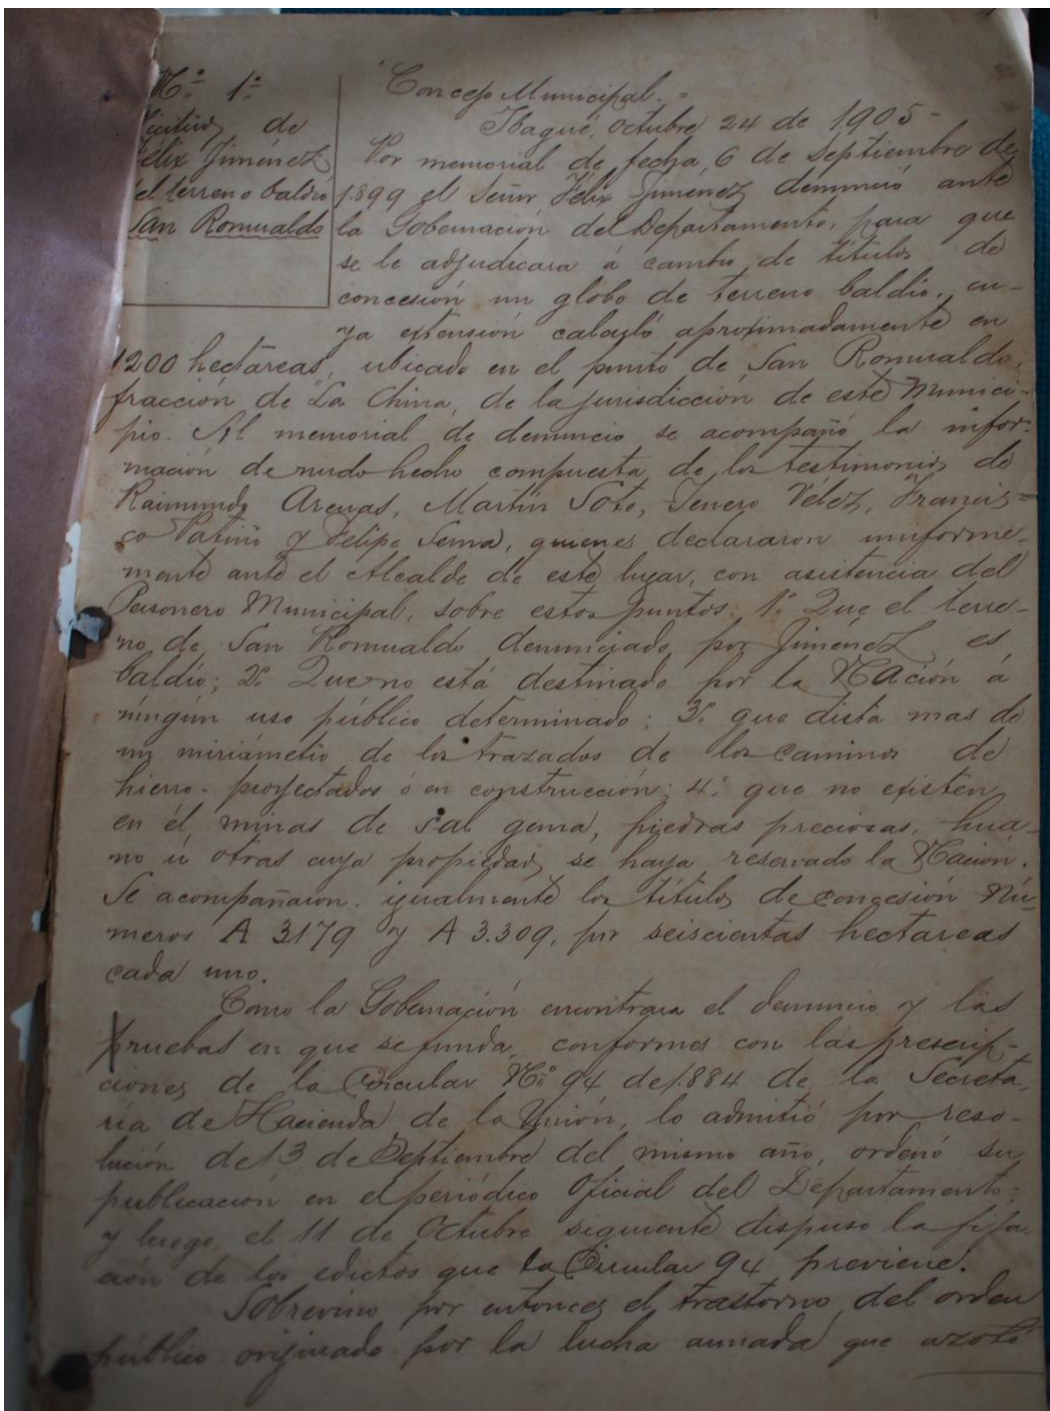 Nº 1º
de
Félix Jiménez
del terreno baldío
San Romualdo
Concejo Municipal.
Ibagué, octubre 24 de 1905 -
Por memorial de fecha 6 de Septiembre de
1.899 el Señor Félix Jiménez denunció ante
la Gobernación del Departamento, para que
se le adjudicara á cambio de títulos de
concesión un globo de terreno baldío, cu-
ya extensión calculó aproximadamente en
1200 hectáreas, ubicado en el punto de San Romualdo,
fracción de La China, de la jurisdicción de este Munici-
pio. Al memorial de denuncio se acompañó la infor-
mación de nudo hecho compuesta de los testimonios de
Raimundo Arenas, Martín Soto, Vélez, Francis-
co Patiño y Felipe Serna, quienes declararon uniforme-
mente ante el Alcalde de este lugar, con asistencia del
Personero Municipal, sobre estos puntos: 1º Que el terre-
no de San Romualdo denunciado por Jiménez es
baldío; 2º Que no está destinado por la Nación á
ningún uso público determinado; 3º que dista mas de
un miriámetro de los trazados de los caminos de
hierro proyectados ó en construcción; 4º que no existen
en él minas de sal gema, piedras preciosas, hua-
no ú otras cuya propiedad se haya reservado la Nación.
Se acompañaron igualmente los títulos de concesión Nú-
meros A 3179 y A 3.309, por seiscientas hectareas
cada uno.
Como la Gobernación encontrara el denuncio y las
pruebas en que se funda, conformes con las prescrip-
ciones de la Circular Nº 94 de 1.884 de la Secreta-
ría de Hacienda de la Unión, lo admitió por reso-
lución de 13 de Septiembre del mismo año, ordenó su
publicación en el periódico Oficial del Departamento;
y luego, el 11 de Octubre siguiente dispuso la fija-
ción de los edictos que la Circular 94 previene.
Sobrevino por entonces el trastorno del orden
público originado por la lucha armada que azotó